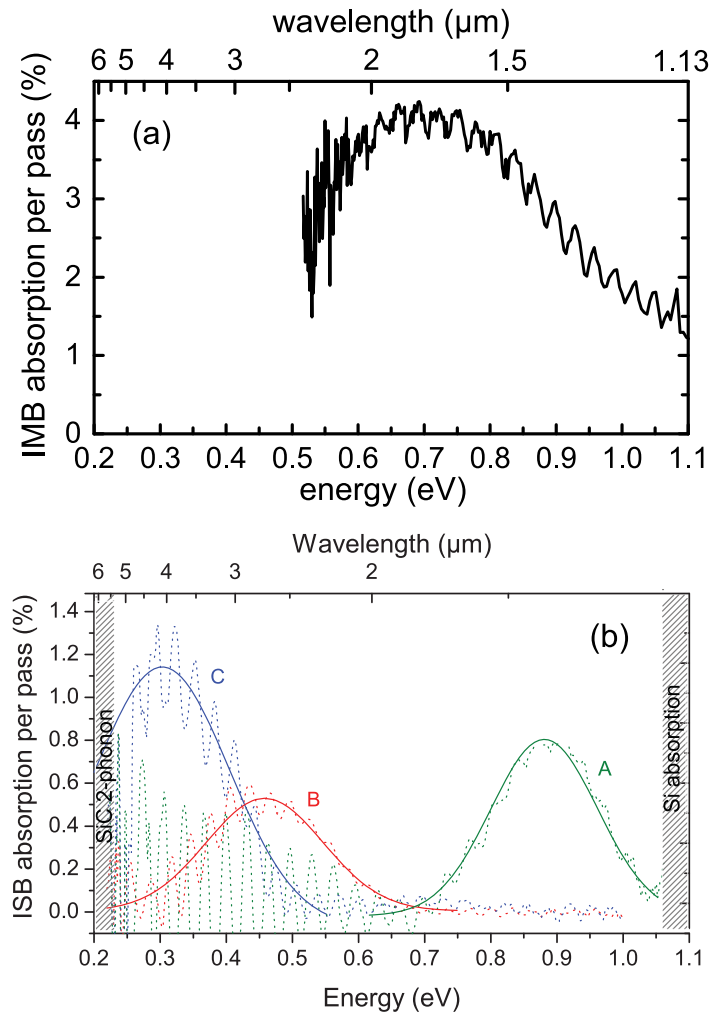 wavelength (µm)
6 5 4 3 2 1.5 1.13
IMB absorption per pass (%)
(a)
4
3
2
1
0
0.2 0.3 0.4 0.5 0.6 0.7 0.8 0.9 1.0 1.1
energy (eV)
Wavelength (µm)
6 5 4 3 2
ISB absorption per pass (%)
(b)
1.4
1.2
1.0
0.8
0.6
0.4
0.2
0.0
C
B
A
SiC 2-phonon
Si absorption
0.2 0.3 0.4 0.5 0.6 0.7 0.8 0.9 1.0 1.1
Energy (eV)